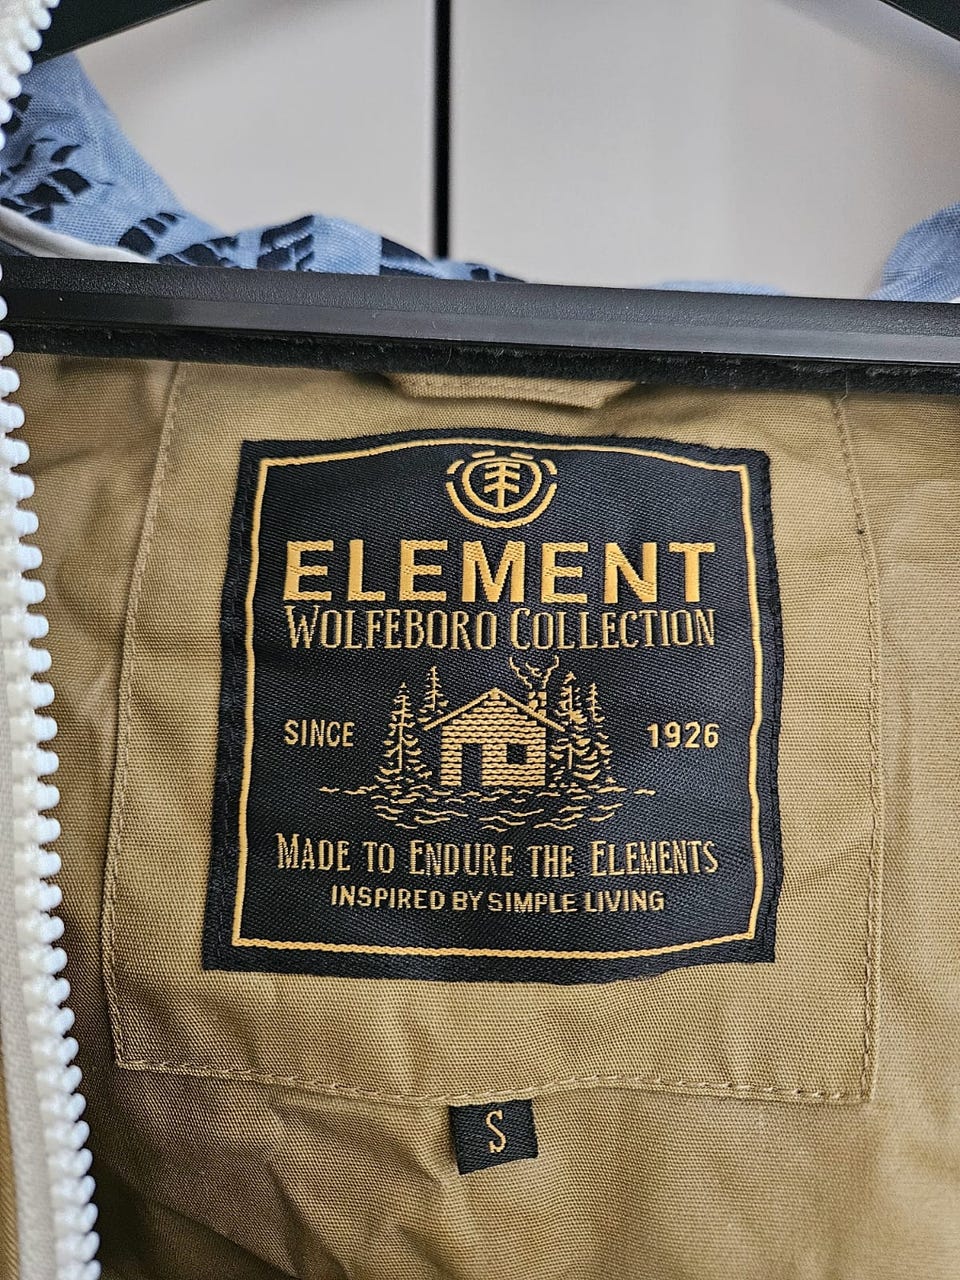 ELEMENT
WOLFEBORO COLLECTION
SINCE 1926
MADE TO ENDURE THE ELEMENTS
INSPIRED BY SIMPLE LIVING
S